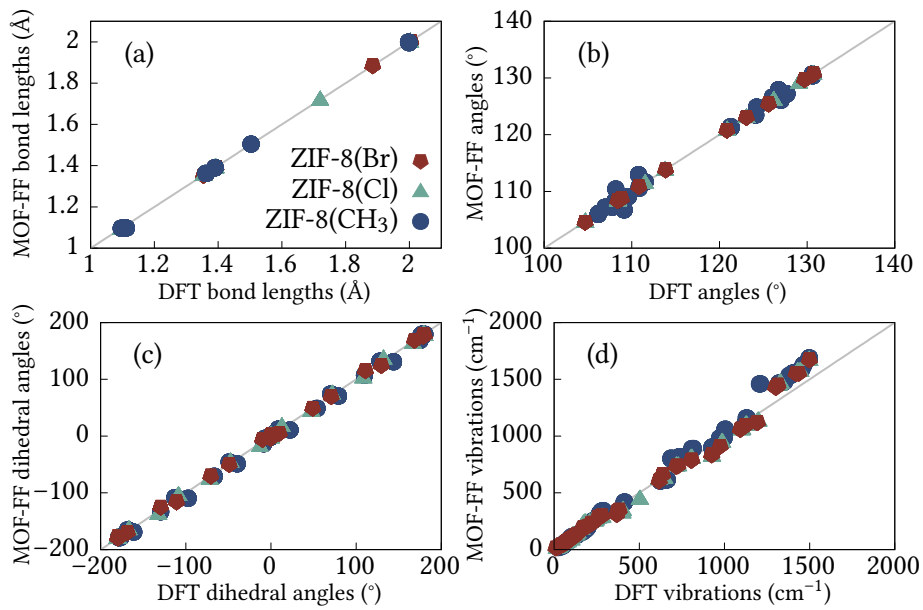 MOF-FF bond lengths (Å)
2
1.8
1.6
1.4
1.2
1
(a)
ZIF-8(Br)
ZIF-8(Cl)
ZIF-8(CH₃)
1 1.2 1.4 1.6 1.8 2
DFT bond lengths (Å)
MOF-FF angles (°)
140
130
120
110
100
(b)
100 110 120 130 140
DFT angles (°)
MOF-FF dihedral angles (°)
200
100
0
−100
−200
(c)
−200 −100 0 100 200
DFT dihedral angles (°)
MOF-FF vibrations (cm⁻¹)
2000
1500
1000
500
0
(d)
0 500 1000 1500 2000
DFT vibrations (cm⁻¹)